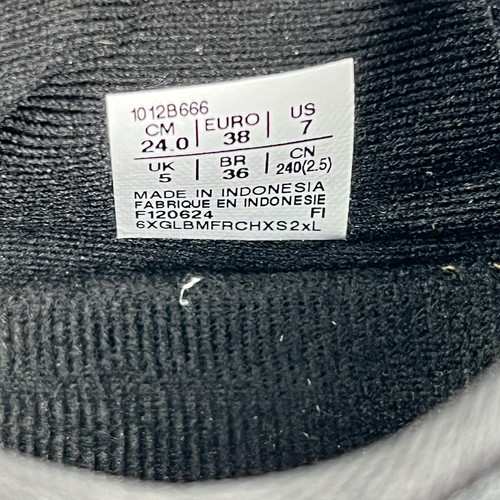 1012B666
CM EURO US
24.0 38 7
UK BR CN
5 36 240(2.5)
MADE IN INDONESIA
FABRIQUE EN INDONESIE
F120624 FI
6XGLBMFRCHXS2xL